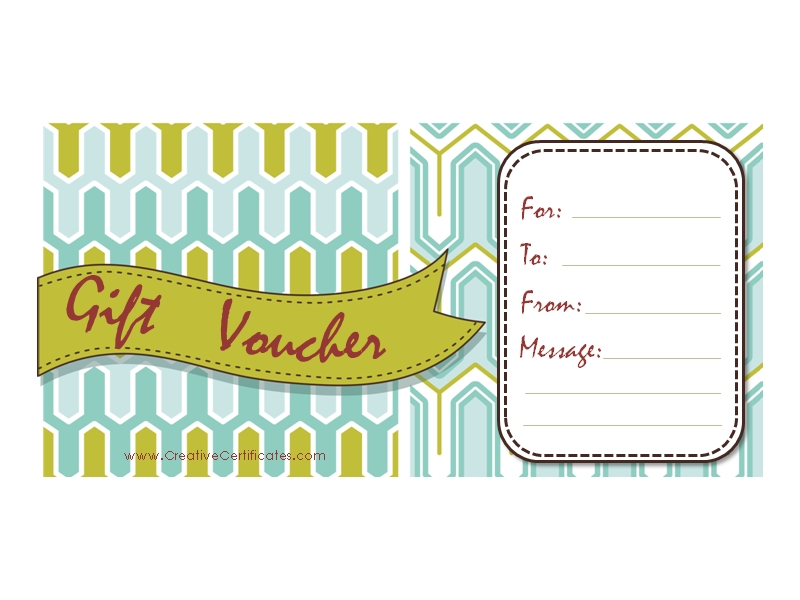 Gift Voucher
www.CreativeCertificates.com
For:
To:
From:
Message: